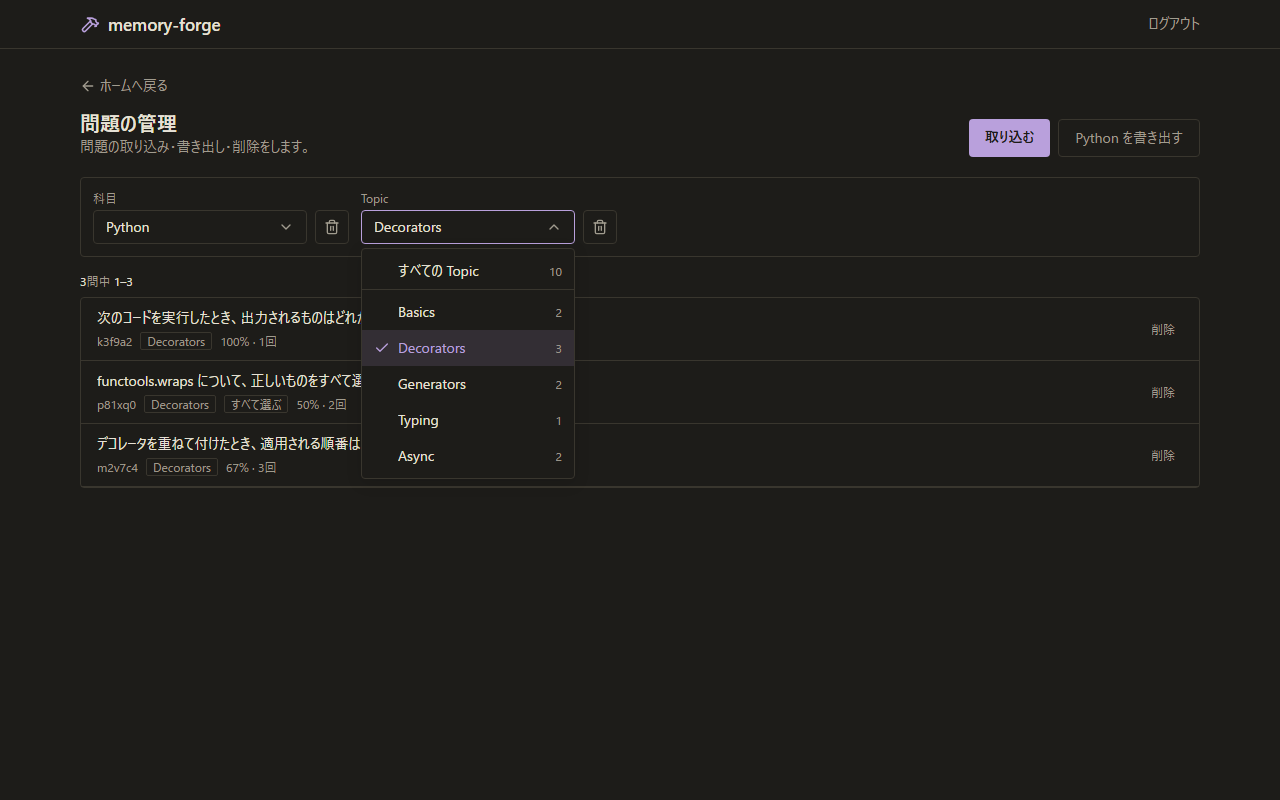 memory-forge
ログアウト
← ホームへ戻る
問題の管理
問題の取り込み・書き出し・削除をします。
取り込む
Python を書き出す
科目
Topic
Python
Decorators
すべての Topic 10
Basics 2
Decorators 3
Generators 2
Typing 1
Async 2
3問中 1–3
次のコードを実行したとき、出力されるものはどれ
k3f9a2 Decorators 100% · 1回
削除
functools.wraps について、正しいものをすべて
p81xq0 Decorators すべて選ぶ 50% · 2回
削除
デコレータを重ねて付けたとき、適用される順番は
m2v7c4 Decorators 67% · 3回
削除